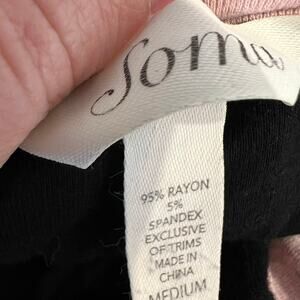 Soma
95% RAYON
5%
SPANDEX
EXCLUSIVE
OF TRIMS
MADE IN
CHINA
MEDIUM